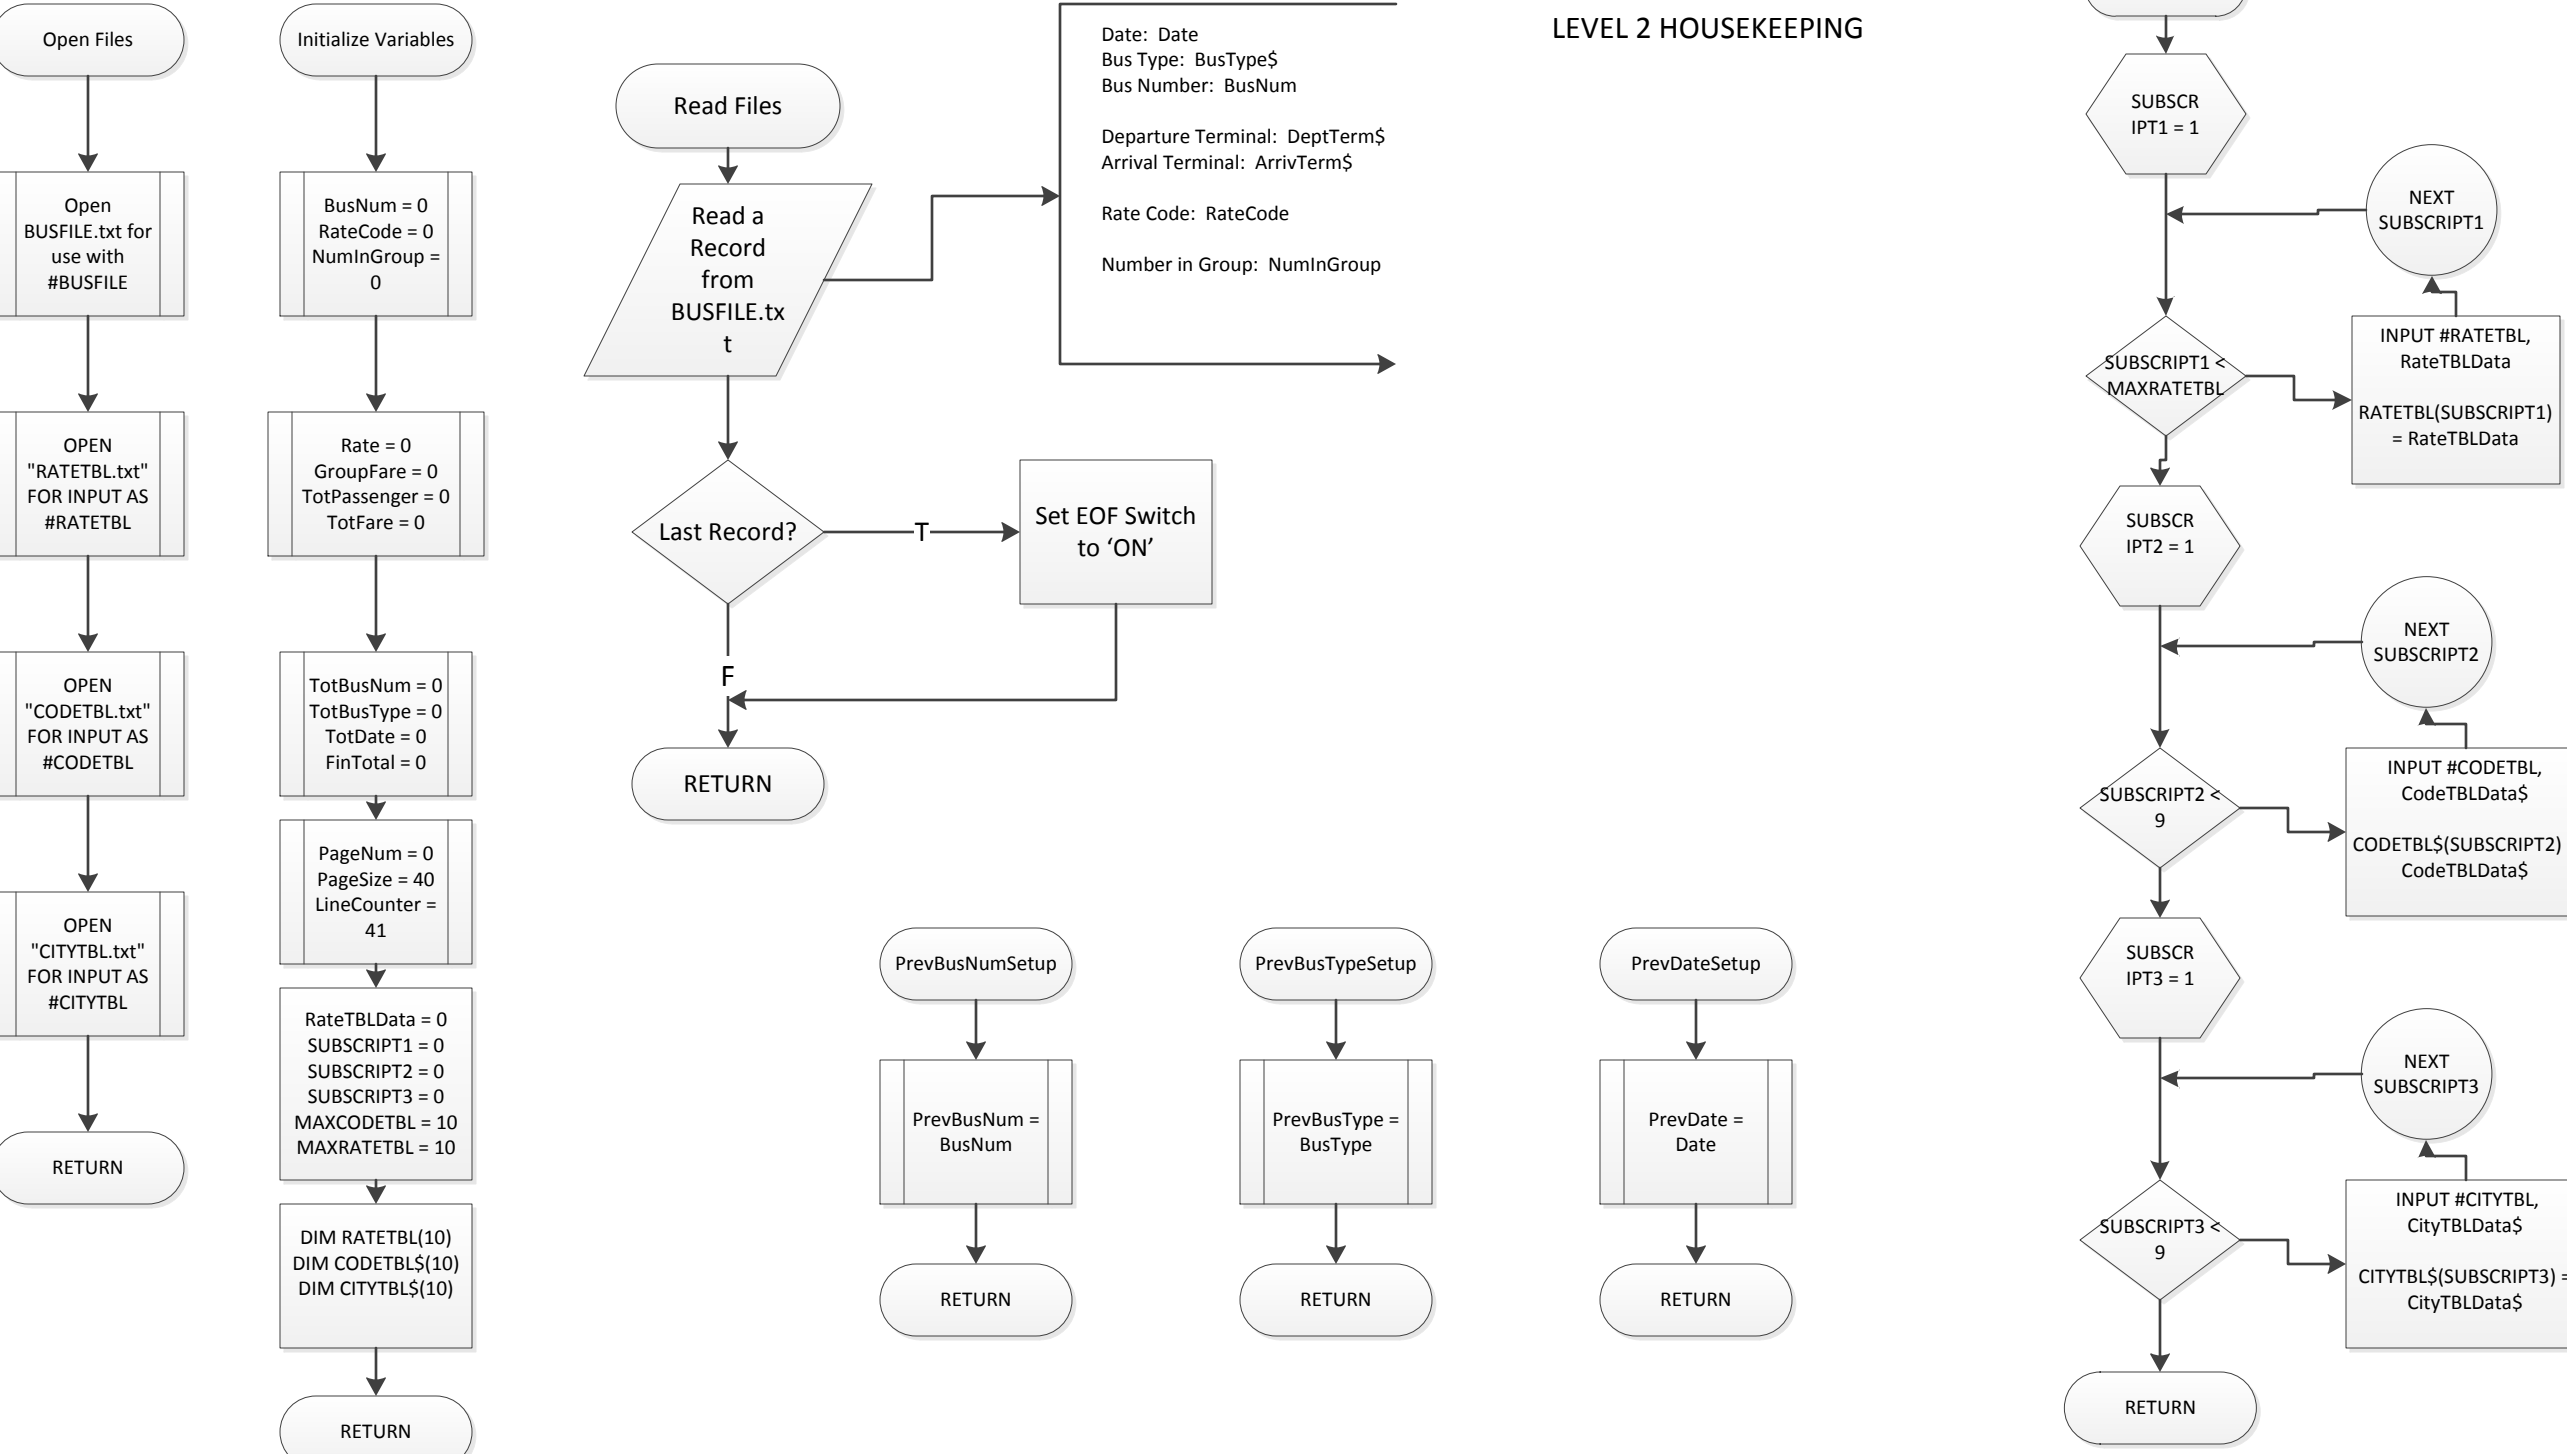 Open Files
Open
BUSFILE.txt for
use with
#BUSFILE
OPEN
"RATETBL.txt"
FOR INPUT AS
#RATETBL
OPEN
"CODETBL.txt"
FOR INPUT AS
#CODETBL
OPEN
"CITYTBL.txt"
FOR INPUT AS
#CITYTBL
RETURN
Initialize Variables
BusNum = 0
RateCode = 0
NumInGroup =
0
Rate = 0
GroupFare = 0
TotPassenger = 0
TotFare = 0
TotBusNum = 0
TotBusType = 0
TotDate = 0
FinTotal = 0
PageNum = 0
PageSize = 40
LineCounter =
41
RateTBLData = 0
SUBSCRIPT1 = 0
SUBSCRIPT2 = 0
SUBSCRIPT3 = 0
MAXCODETBL = 10
MAXRATETBL = 10
DIM RATETBL(10)
DIM CODETBL$(10)
DIM CITYTBL$(10)
RETURN
Read Files
Read a
Record
from
BUSFILE.tx
t
Date: Date
Bus Type: BusType$
Bus Number: BusNum
Departure Terminal: DeptTerm$
Arrival Terminal: ArrivTerm$
Rate Code: RateCode
Number in Group: NumInGroup
Last Record?
T
Set EOF Switch
to ‘ON’
F
RETURN
LEVEL 2 HOUSEKEEPING
PrevBusNumSetup
PrevBusNum =
BusNum
RETURN
PrevBusTypeSetup
PrevBusType =
BusType
RETURN
PrevDateSetup
PrevDate =
Date
RETURN
SUBSCR
IPT1 = 1
NEXT
SUBSCRIPT1
SUBSCRIPT1 <
MAXRATETBL
INPUT #RATETBL,
RateTBLData
RATETBL(SUBSCRIPT1)
= RateTBLData
SUBSCR
IPT2 = 1
NEXT
SUBSCRIPT2
SUBSCRIPT2 <
9
INPUT #CODETBL,
CodeTBLData$
CODETBL$(SUBSCRIPT2)
CodeTBLData$
SUBSCR
IPT3 = 1
NEXT
SUBSCRIPT3
SUBSCRIPT3 <
9
INPUT #CITYTBL,
CityTBLData$
CITYTBL$(SUBSCRIPT3) =
CityTBLData$
RETURN